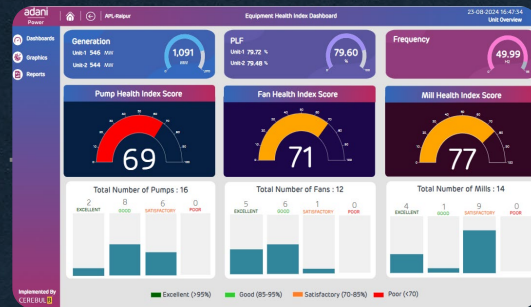 adani
Power
APL-Raipur
Equipment Health Index Dashboard
23-08-2024 16:47:34
Unit Overview
Dashboards
Graphics
Reports
Generation
Unit-1 546 MW
Unit-2 544 MW
1,091
PLF
Unit-1 79.72 %
Unit-2 79.48 %
79.60
%
Frequency
49.99
Hz
Pump Health Index Score
69
Fan Health Index Score
71
Mill Health Index Score
77
Total Number of Pumps : 16
2 8 6 0
EXCELLENT GOOD SATISFACTORY POOR
Total Number of Fans : 12
5 6 1 0
EXCELLENT GOOD SATISFACTORY POOR
Total Number of Mills : 14
4 1 9 0
EXCELLENT GOOD SATISFACTORY POOR
Excellent (>95%) Good (85-95%) Satisfactory (70-85%) Poor (<70)
Implemented By
CEREBUL